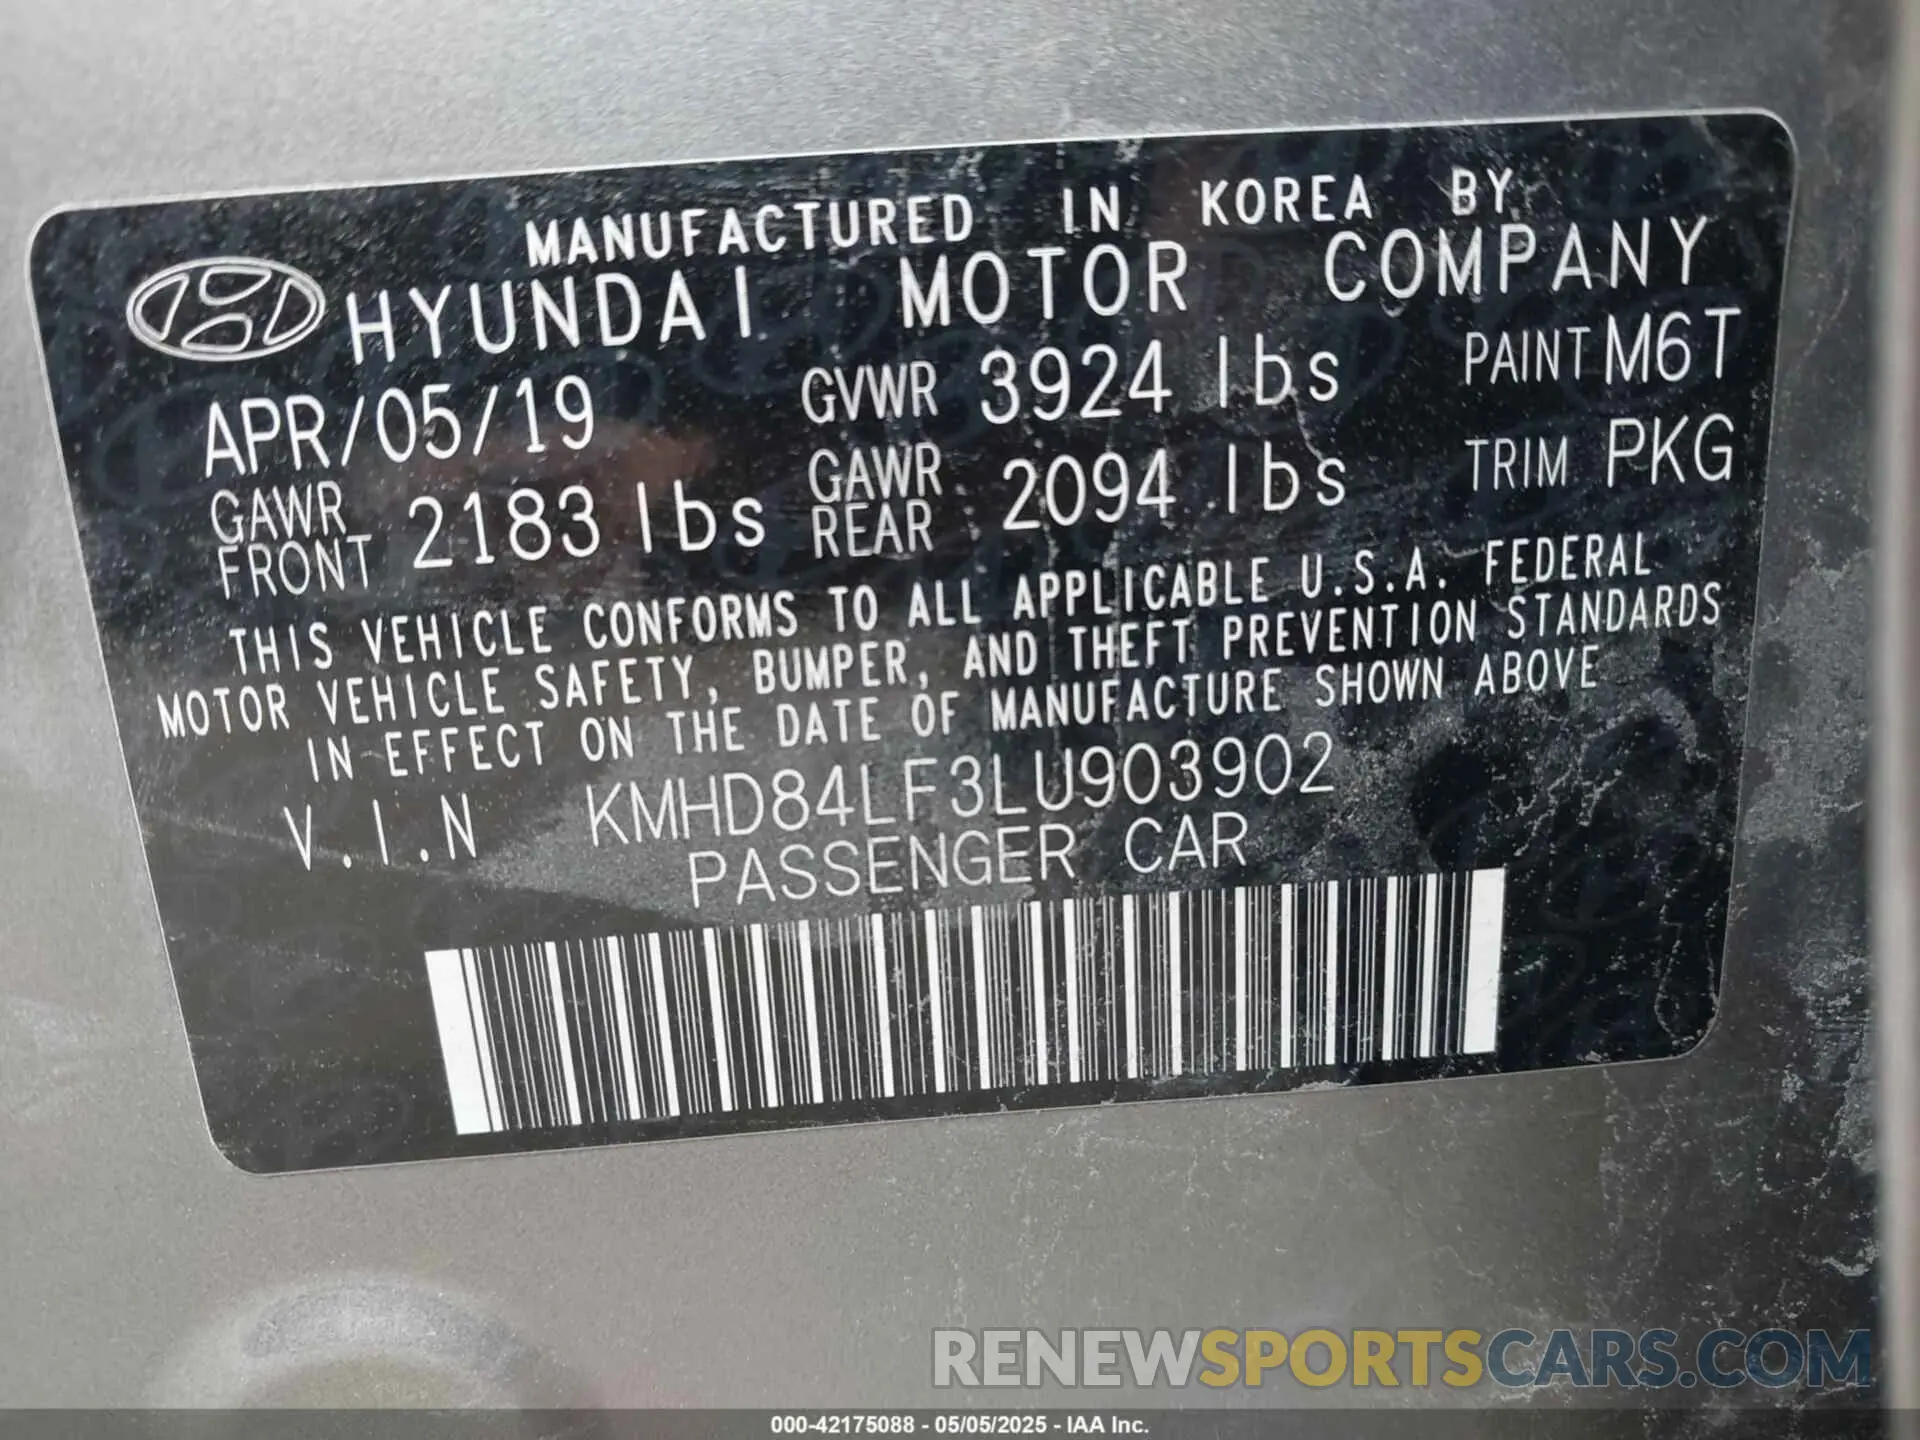 MANUFACTURED IN KOREA BY
HYUNDAI MOTOR COMPANY
APR/05/19 GVWR 3924 lbs PAINT M6T
GAWR FRONT 2183 lbs GAWR REAR 2094 lbs TRIM PKG
THIS VEHICLE CONFORMS TO ALL APPLICABLE U.S.A. FEDERAL
MOTOR VEHICLE SAFETY, BUMPER, AND THEFT PREVENTION STANDARDS
IN EFFECT ON THE DATE OF MANUFACTURE SHOWN ABOVE
V.I.N KMHD84LF3LU903902
PASSENGER CAR
RENEWSPORTSCARS.COM
000-42175088 - 05/05/2025 - IAA Inc.